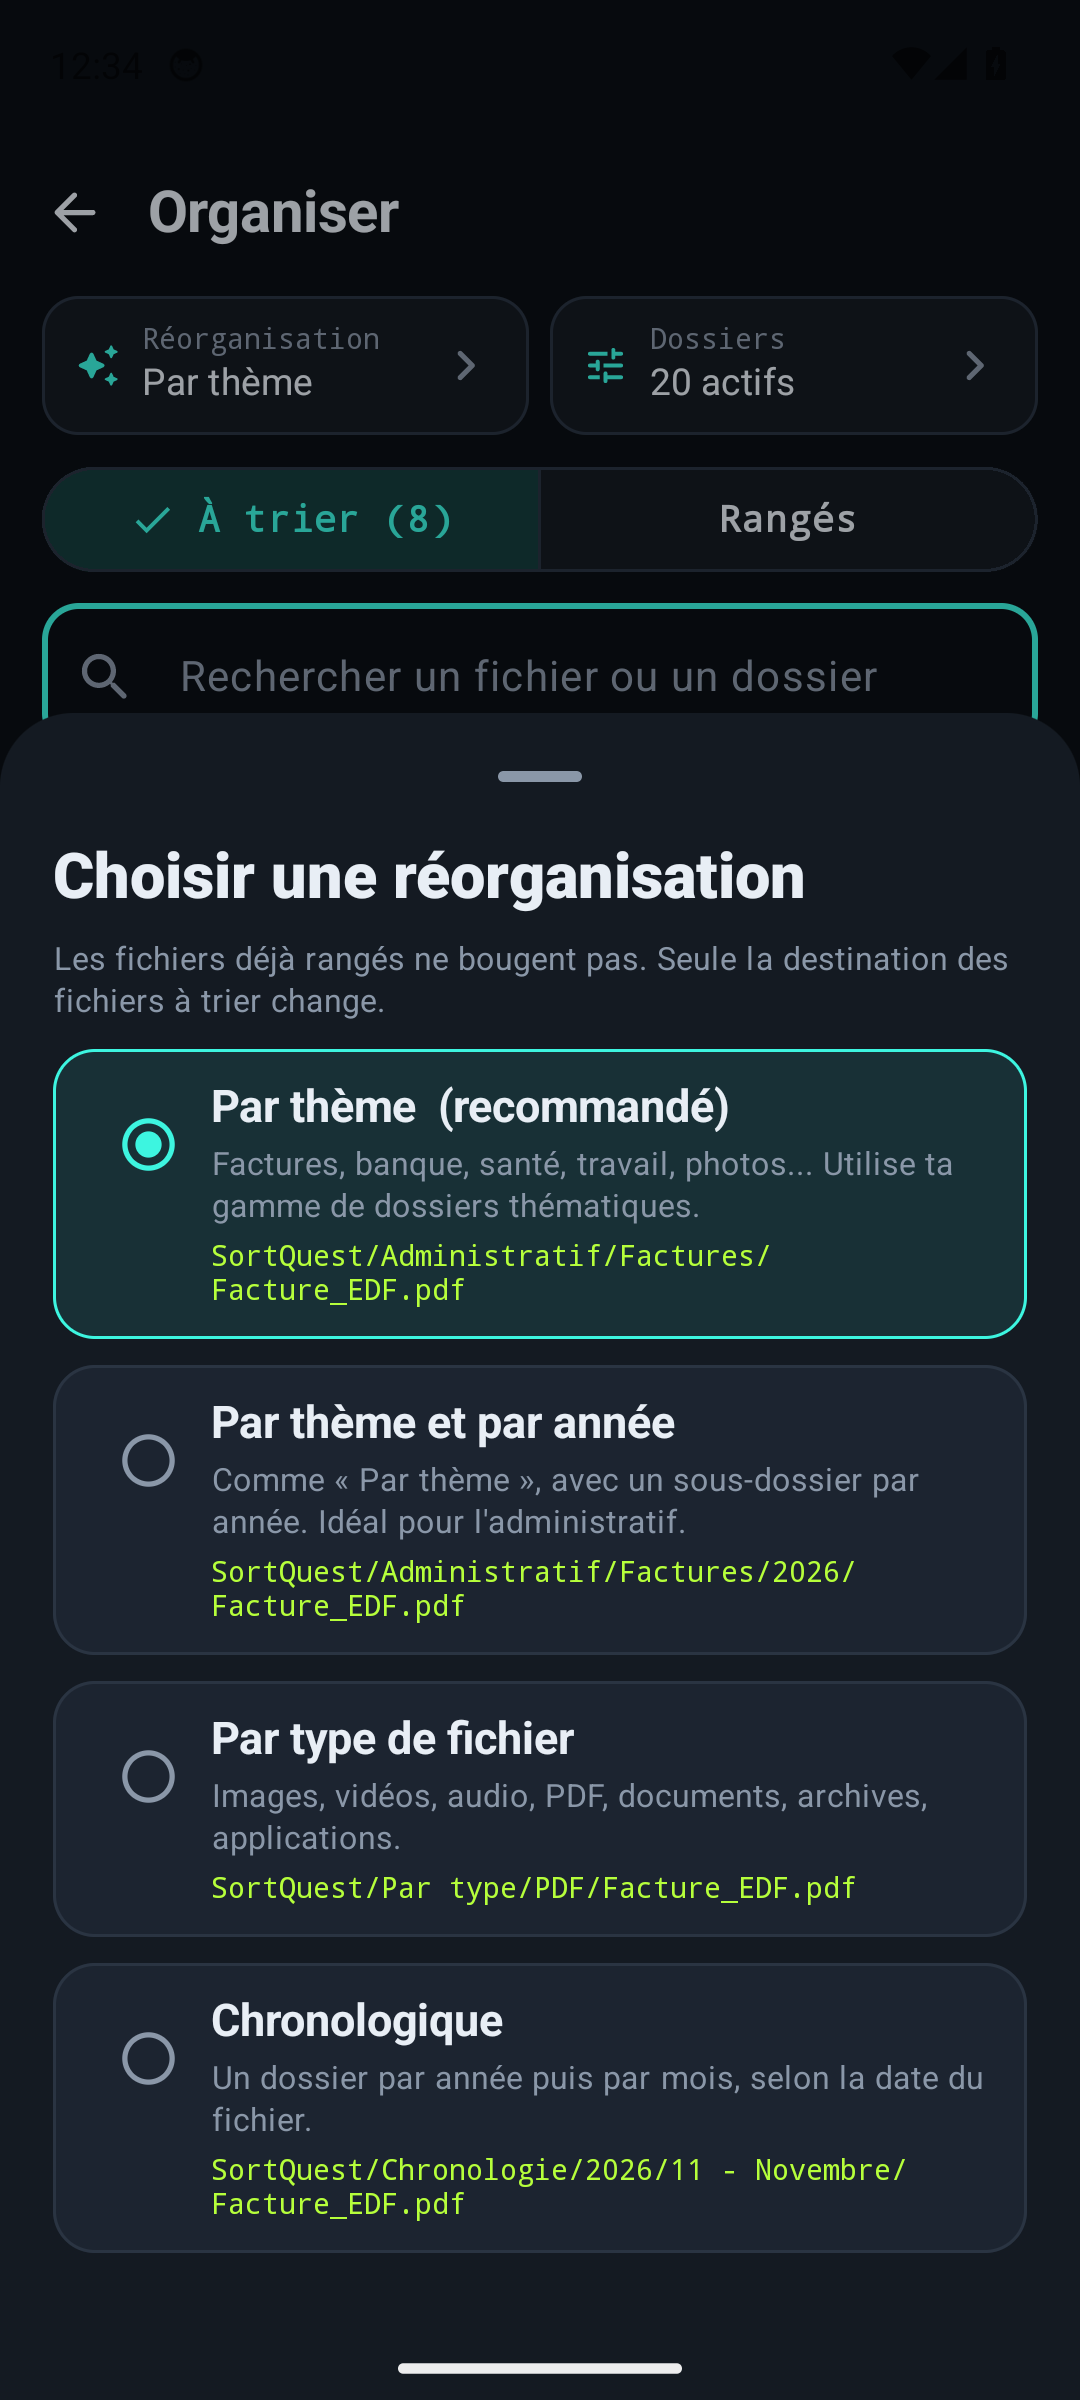 12:34
Organiser
Réorganisation
Par thème
Dossiers
20 actifs
À trier (8)
Rangés
Rechercher un fichier ou un dossier
Choisir une réorganisation
Les fichiers déjà rangés ne bougent pas. Seule la destination des
fichiers à trier change.
Par thème (recommandé)
Factures, banque, santé, travail, photos... Utilise ta
gamme de dossiers thématiques.
SortQuest/Administratif/Factures/
Facture_EDF.pdf
Par thème et par année
Comme « Par thème », avec un sous-dossier par
année. Idéal pour l'administratif.
SortQuest/Administratif/Factures/2026/
Facture_EDF.pdf
Par type de fichier
Images, vidéos, audio, PDF, documents, archives,
applications.
SortQuest/Par type/PDF/Facture_EDF.pdf
Chronologique
Un dossier par année puis par mois, selon la date du
fichier.
SortQuest/Chronologie/2026/11 - Novembre/
Facture_EDF.pdf